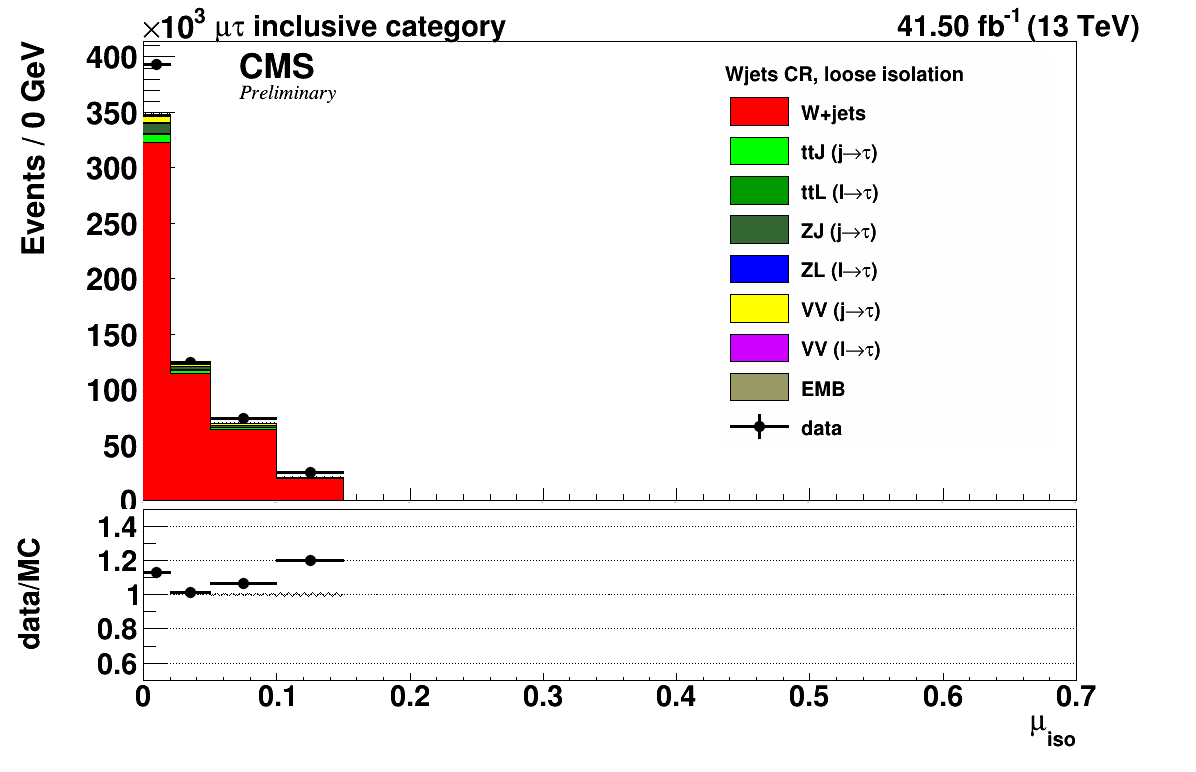 ×10³ μτ inclusive category 41.50 fb⁻¹ (13 TeV)
CMS
Preliminary
Events / 0 GeV
400
350
300
250
200
150
100
50
0
Wjets CR, loose isolation
W+jets
ttJ (j→τ)
ttL (l→τ)
ZJ (j→τ)
ZL (l→τ)
VV (j→τ)
VV (l→τ)
EMB
data
data/MC
1.4
1.2
1
0.8
0.6
0 0.1 0.2 0.3 0.4 0.5 0.6 0.7
μ_iso